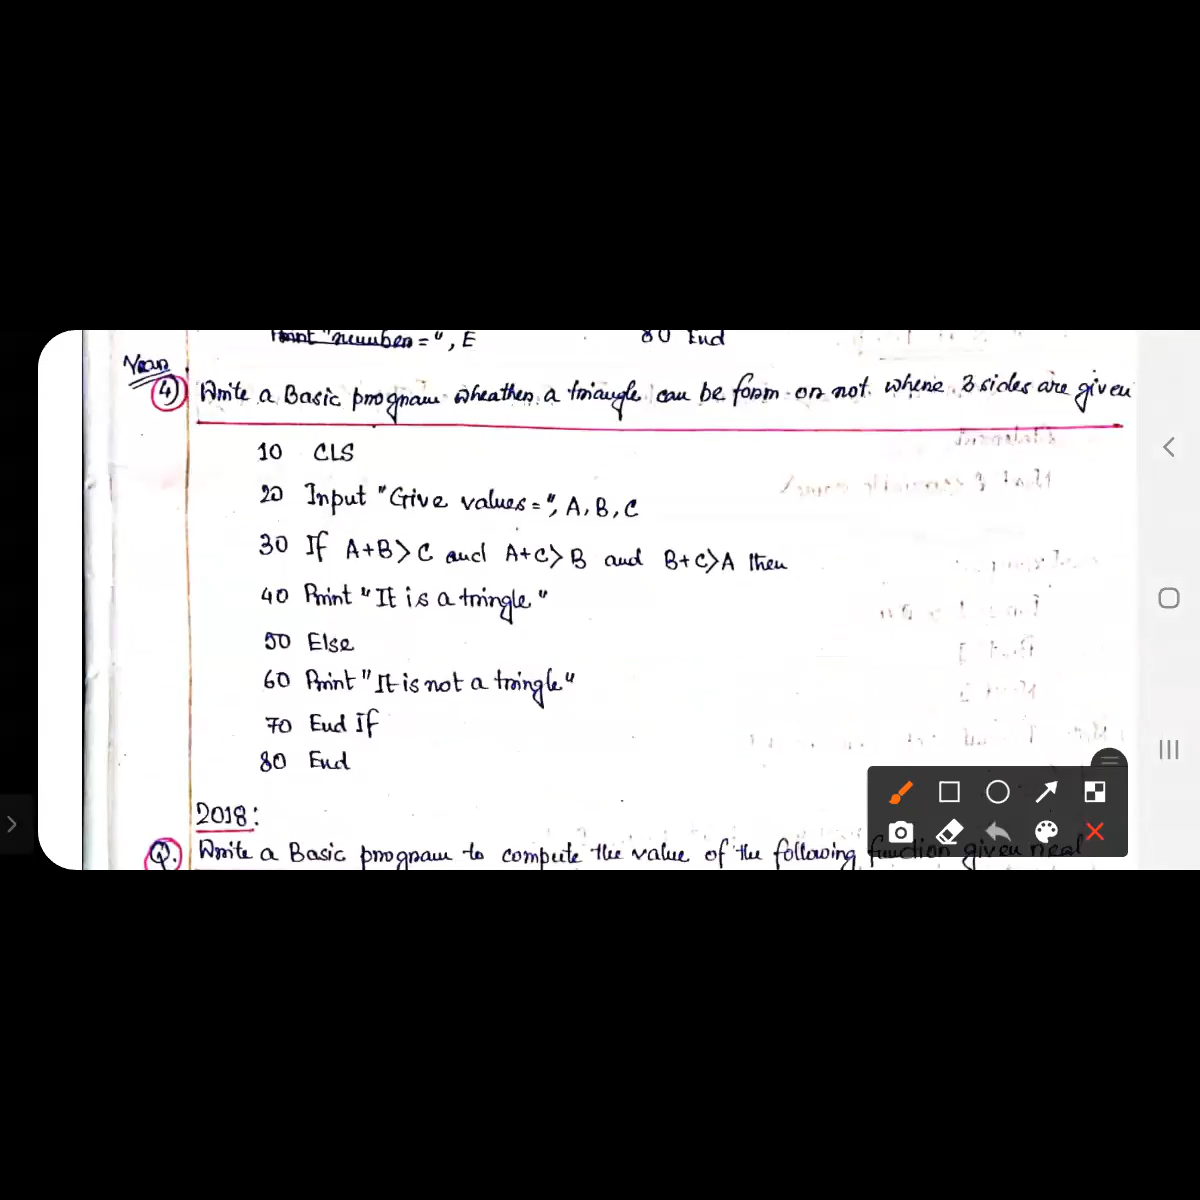 Print "number=", E 80 End
Year
4) Write a Basic program wheather a triangle can be form or not where 3 sides are given
10 CLS
20 Input "Give values=", A, B, C
30 If A+B>C and A+C>B and B+C>A then
40 Print "It is a tringle"
50 Else
60 Print "It is not a tringle"
70 End If
80 End
2018:
Q. Write a Basic program to compute the value of the following function given real